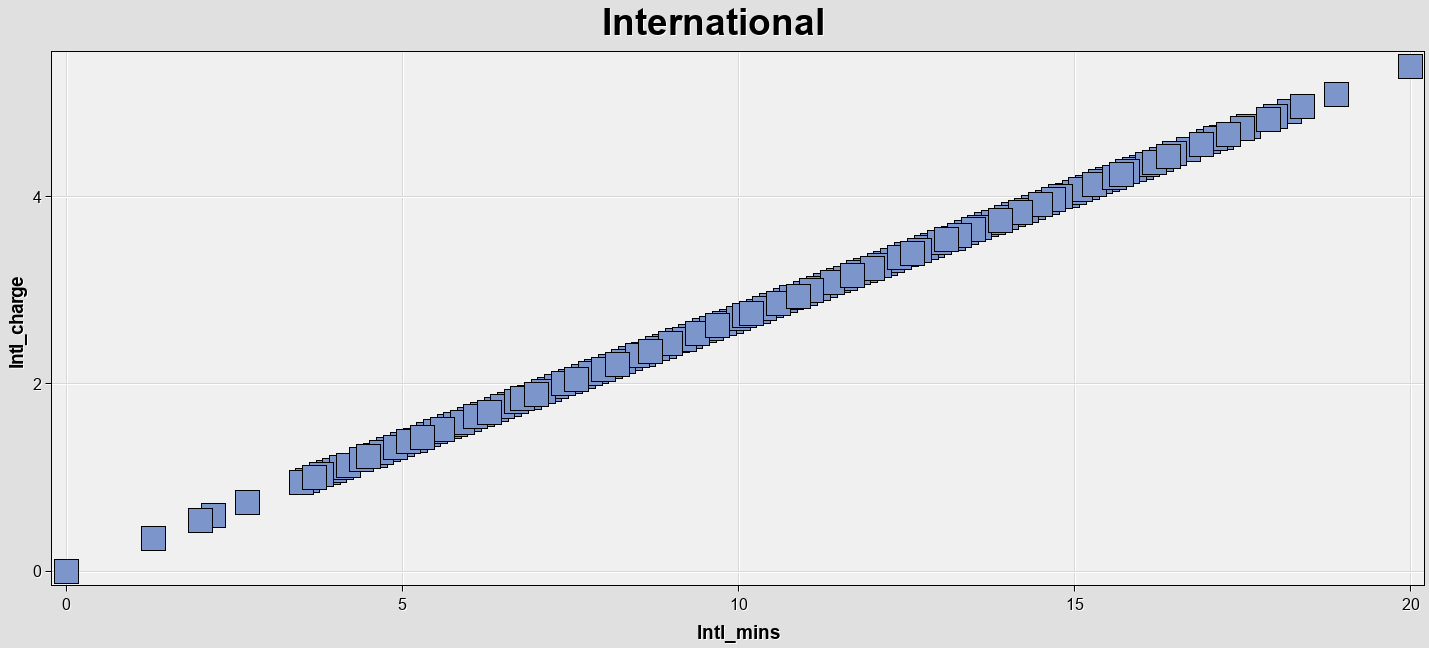 International
Intl_charge
4
2
0
0 5 10 15 20
Intl_mins